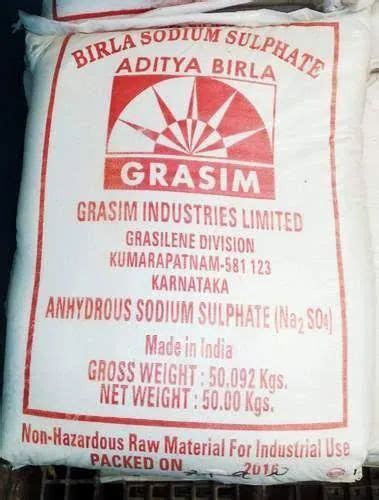 BIRLA SODIUM SULPHATE
ADITYA BIRLA
GRASIM
GRASIM INDUSTRIES LIMITED
GRASILENE DIVISION
KUMARAPATNAM-581 123
KARNATAKA
ANHYDROUS SODIUM SULPHATE (Na₂ SO₄)
Made in India
GROSS WEIGHT : 50.092 Kgs.
NET WEIGHT : 50.00 Kgs.
Non-Hazardous Raw Material For Industrial Use
PACKED ON 2016